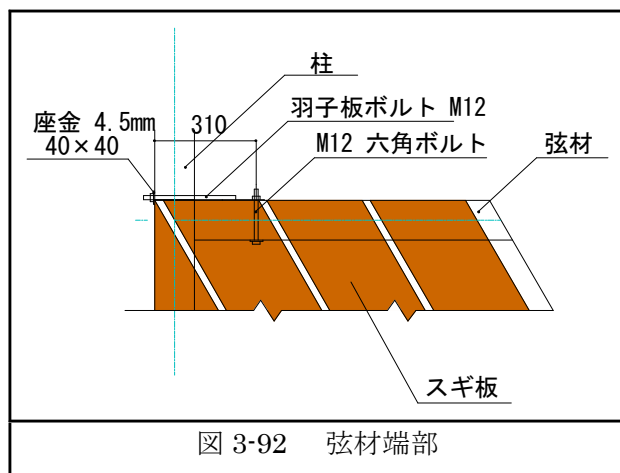 柱
羽子板ボルト M12
座金 4.5mm
40×40
310
M12 六角ボルト
弦材
スギ板
図 3-92 弦材端部